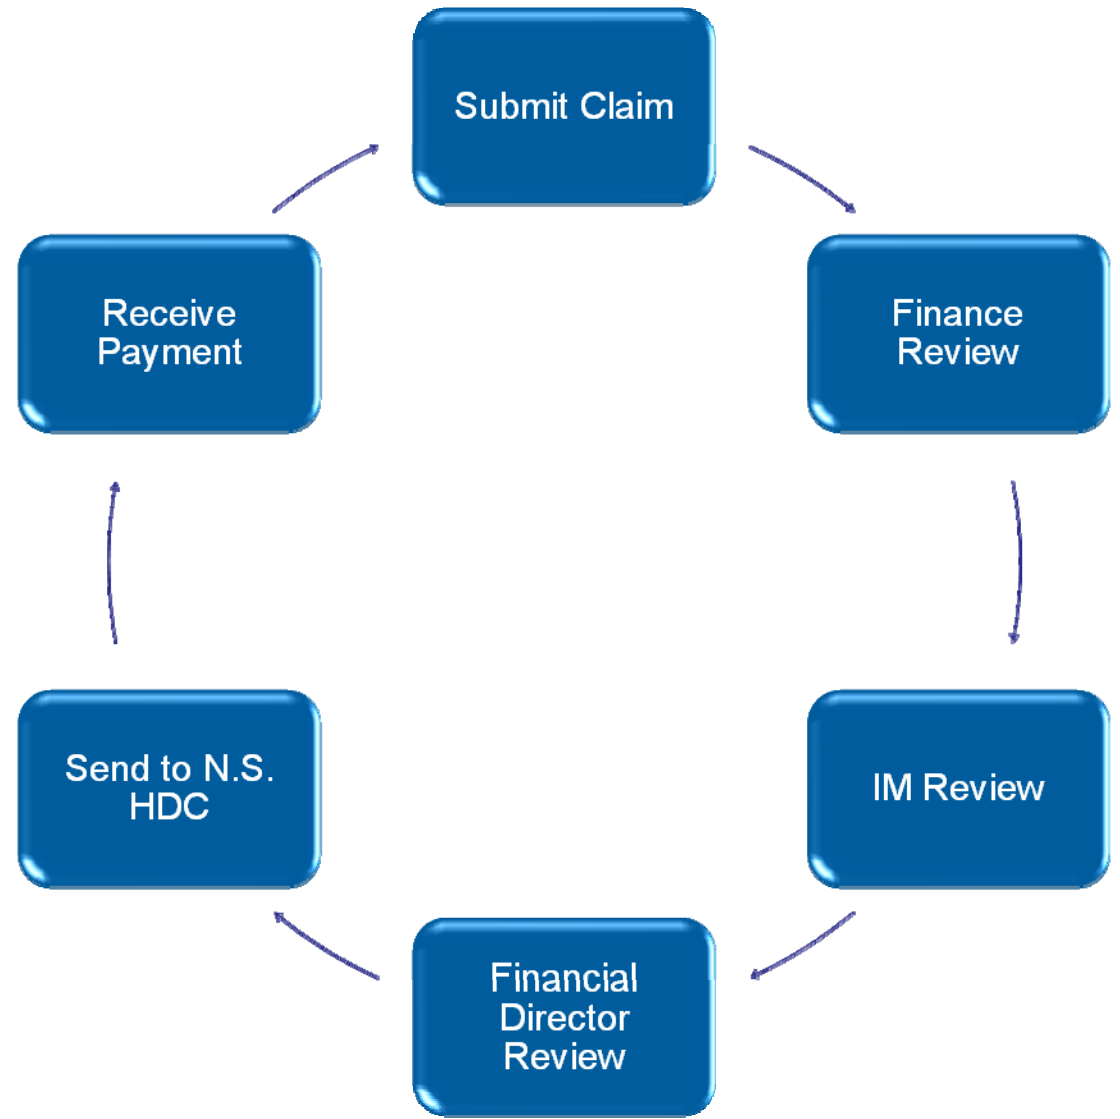 Submit Claim
Finance
Review
IM Review
Financial
Director
Review
Send to N.S.
HDC
Receive
Payment